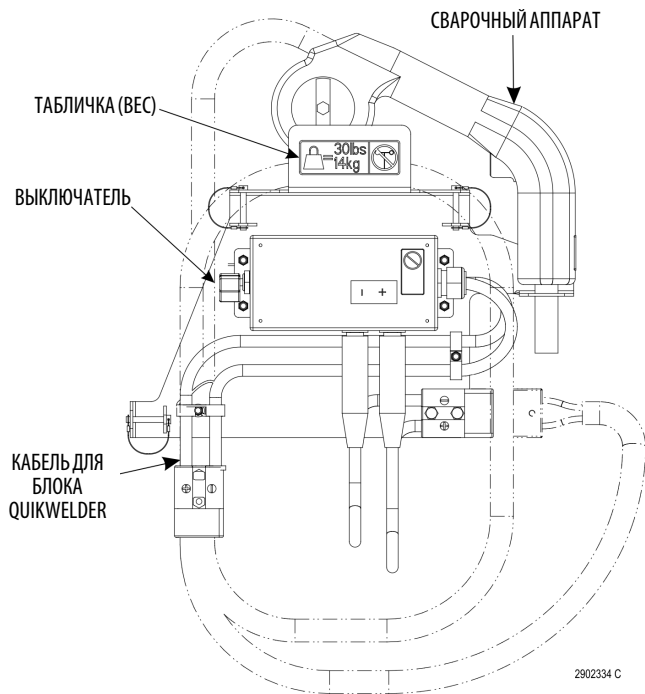 СВАРОЧНЫЙ АППАРАТ
ТАБЛИЧКА (ВЕС)
30lbs
=
14kg
ВЫКЛЮЧАТЕЛЬ
− +
КАБЕЛЬ ДЛЯ
БЛОКА
QUIKWELDER
2902334 C